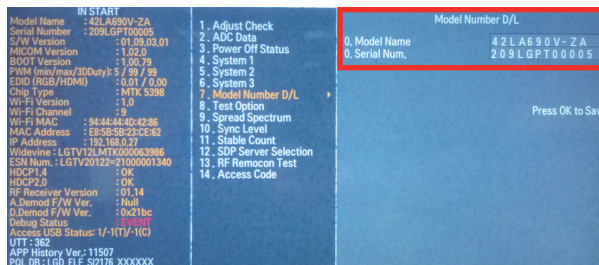 IN START
Model Name : 42LA690V-ZA
Serial Number : 209LGPT00005
S/W Version : 01.09.03.01
MICOM Version : 1.02.0
BOOT Version : 1.00.79
PWM (min/max/3DDuty): 5 / 99 / 99
EDID (RGB/HDMI) : 0.01 / 0.00
Chip Type : MTK 5398
Wi-Fi Version : 1.0
Wi-Fi Channel : 9
Wi-Fi MAC : 94:44:44:4D:42:86
MAC Address : E8:5B:5B:23:CE:62
IP Address : 192.168.0.27
Widevine : LGTV12LMTK000063986
ESN Num. : LGTV20122=21000001340
HDCP1.4 : OK
HDCP2.0 : OK
RF Receiver Version : 01.14
A.Demod F/W Ver. : Null
D.Demod F/W Ver. : 0x21bc
Debug Status : EVENT
Access USB Status: 1/-1(T)/-1(C)
UTT : 362
APP History Ver.: 11507
PQL DB : LGD_ELE_SI2176_XXXXXX
1. Adjust Check
2. ADC Data
3. Power Off Status
4. System 1
5. System 2
6. System 3
7. Model Number D/L
8. Test Option
9. Spread Spectrum
10. Sync Level
11. Stable Count
12. SDP Server Selection
13. RF Remocon Test
14. Access Code
Model Number D/L
0. Model Name 42LA690V-ZA
0. Serial Num. 209LGPT00005
Press OK to Sav